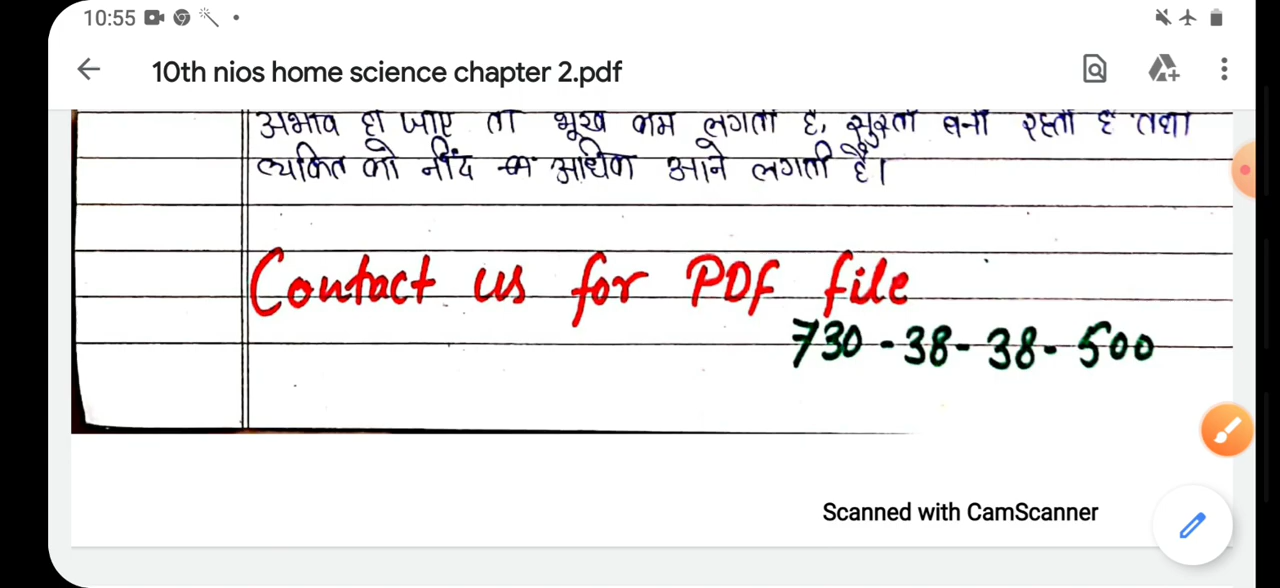 10:55
10th nios home science chapter 2.pdf
अभाव हो जाए तो भूख कम लगती है, सुस्ती बनी रहती है तथा
व्यक्ति को नींद अधिक आने लगती है।
Contact us for PDF file
730-38-38-500
Scanned with CamScanner